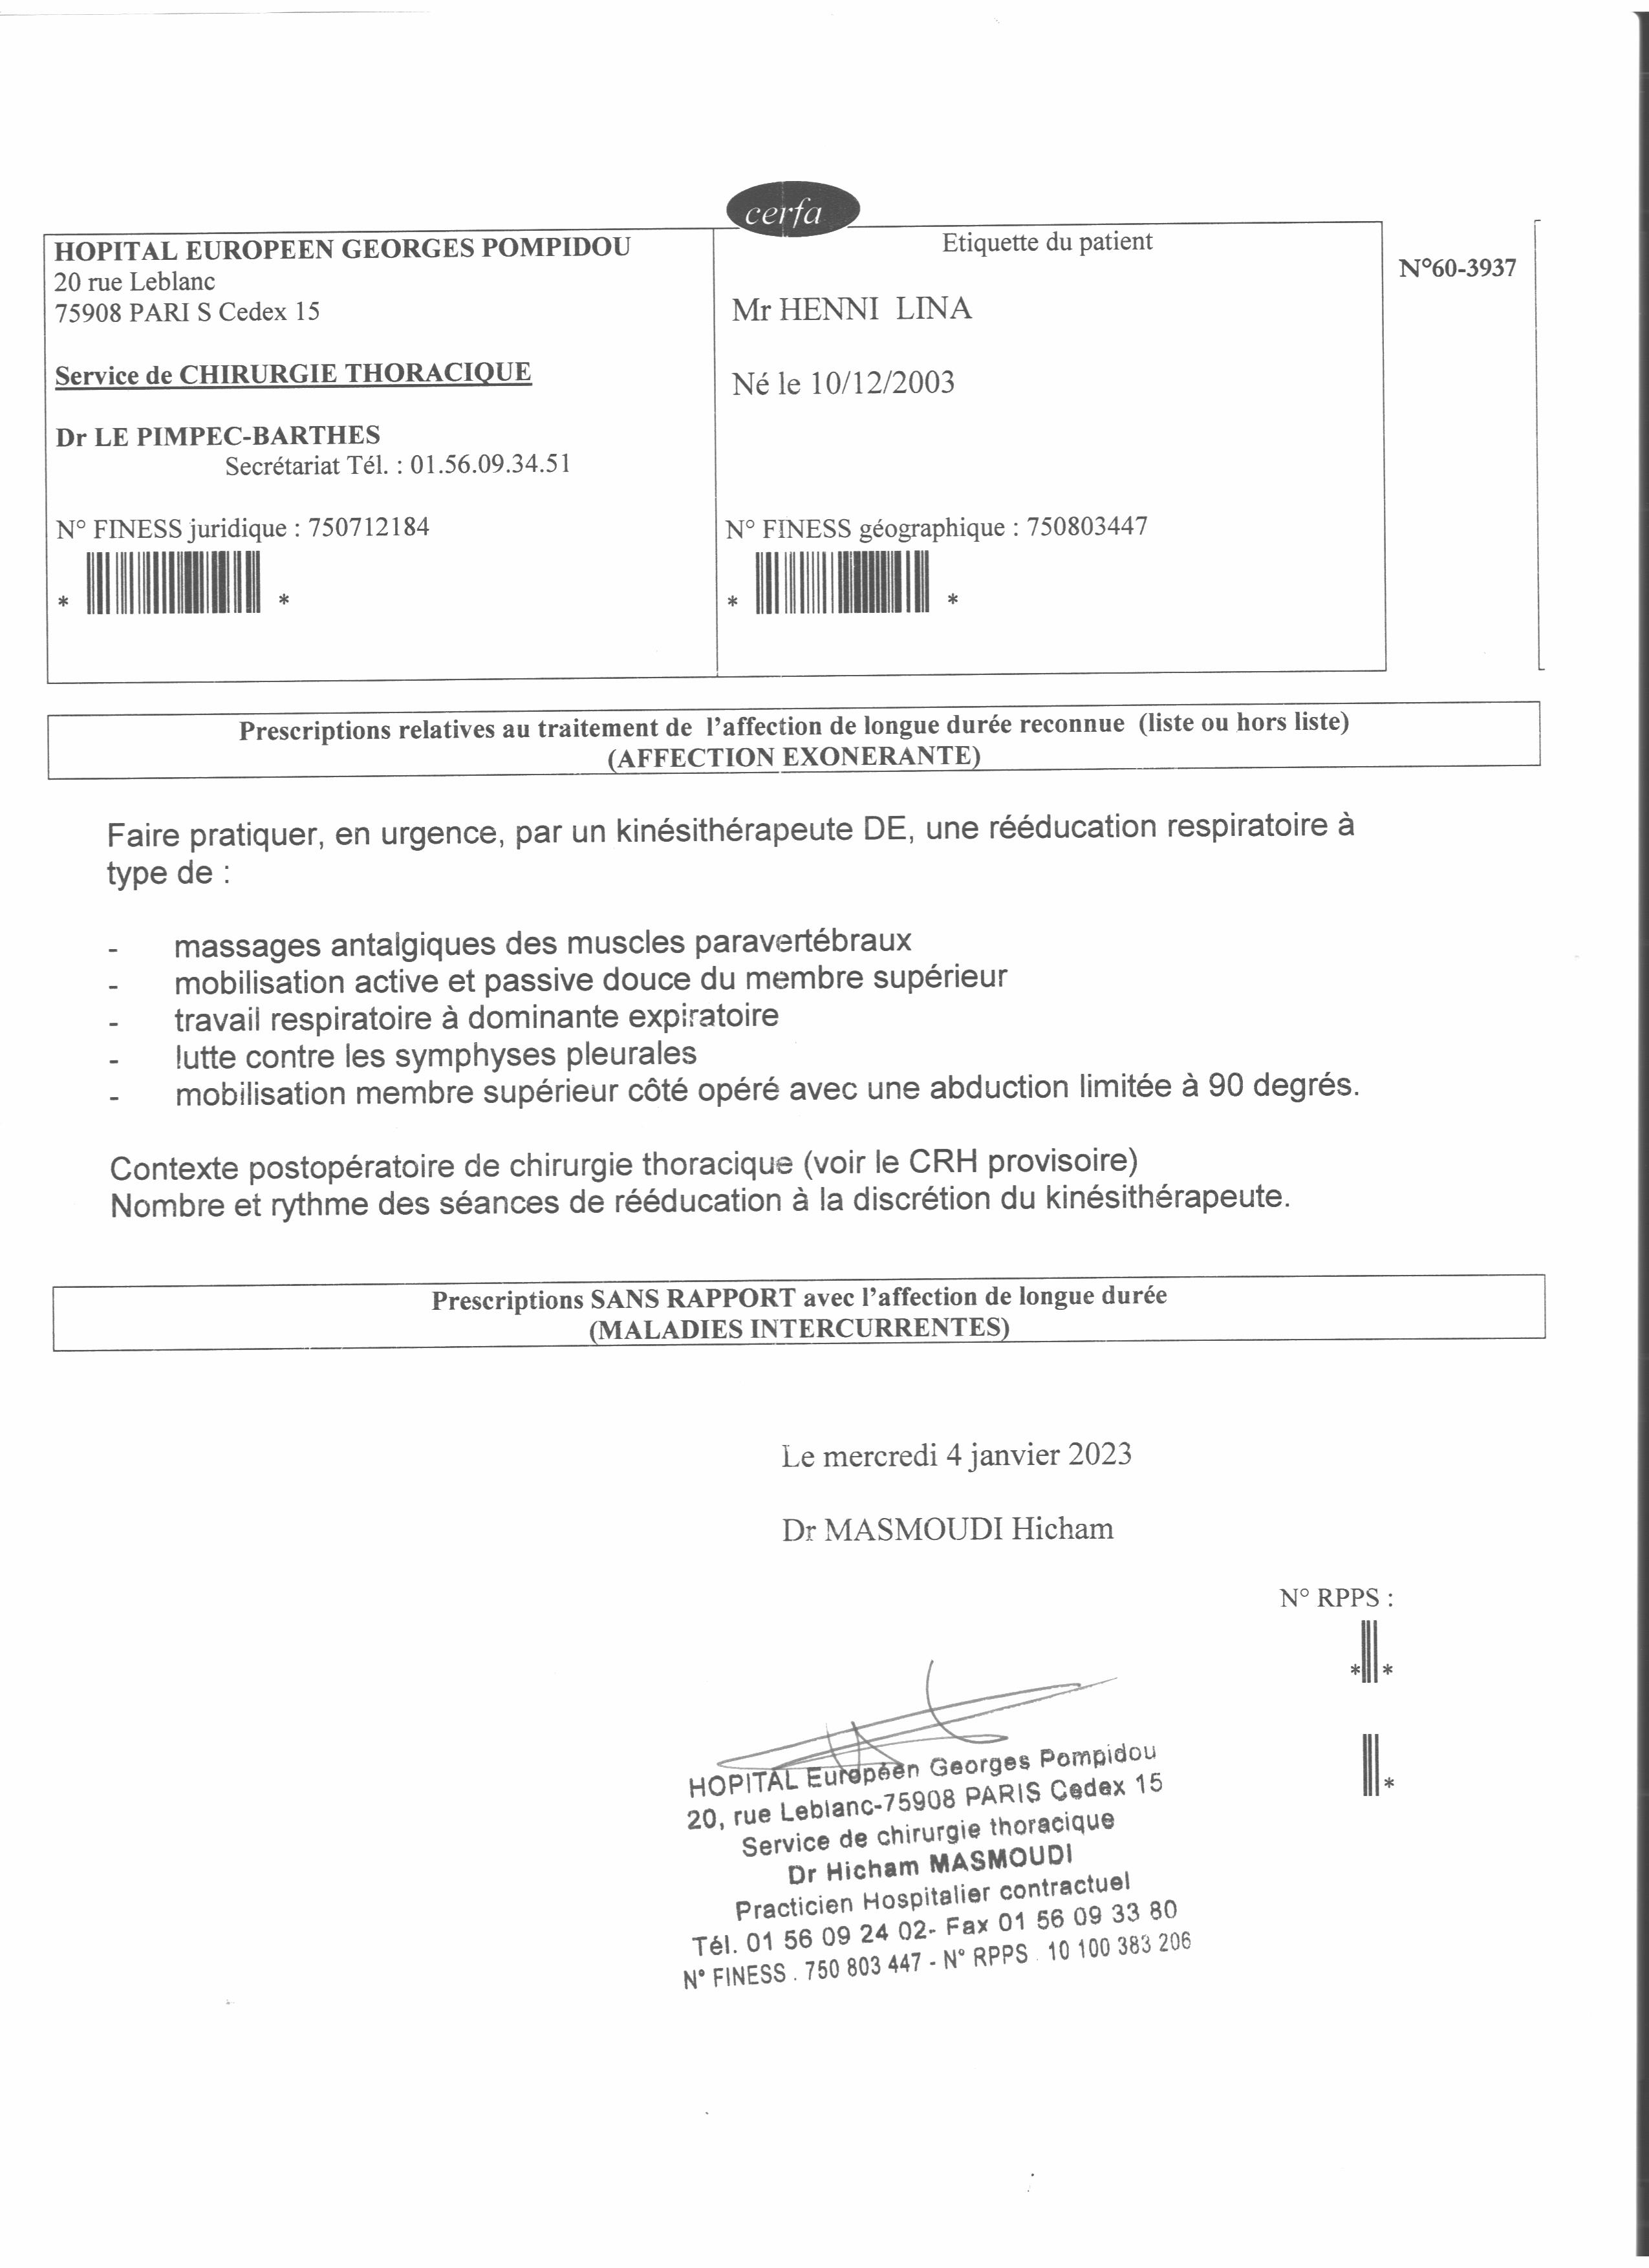 cerfa
HOPITAL EUROPEEN GEORGES POMPIDOU
20 rue Leblanc
75908 PARI S Cedex 15
Service de CHIRURGIE THORACIQUE
Dr LE PIMPEC-BARTHES
Secrétariat Tél. : 01.56.09.34.51
N° FINESS juridique : 750712184
* *
Etiquette du patient
Mr HENNI LINA
Né le 10/12/2003
N° FINESS géographique : 750803447
* *
N°60-3937
Prescriptions relatives au traitement de l'affection de longue durée reconnue (liste ou hors liste)
(AFFECTION EXONERANTE)
Faire pratiquer, en urgence, par un kinésithérapeute DE, une rééducation respiratoire à
type de :
- massages antalgiques des muscles paravertébraux
- mobilisation active et passive douce du membre supérieur
- travail respiratoire à dominante expiratoire
- lutte contre les symphyses pleurales
- mobilisation membre supérieur côté opéré avec une abduction limitée à 90 degrés.
Contexte postopératoire de chirurgie thoracique (voir le CRH provisoire)
Nombre et rythme des séances de rééducation à la discrétion du kinésithérapeute.
Prescriptions SANS RAPPORT avec l'affection de longue durée
(MALADIES INTERCURRENTES)
Le mercredi 4 janvier 2023
Dr MASMOUDI Hicham
N° RPPS :
* *
*
HOPITAL Européen Georges Pompidou
20, rue Leblanc-75908 PARIS Cedex 15
Service de chirurgie thoracique
Dr Hicham MASMOUDI
Practicien Hospitalier contractuel
Tél. 01 56 09 24 02- Fax 01 56 09 33 80
N° FINESS . 750 803 447 - N° RPPS . 10 100 383 206